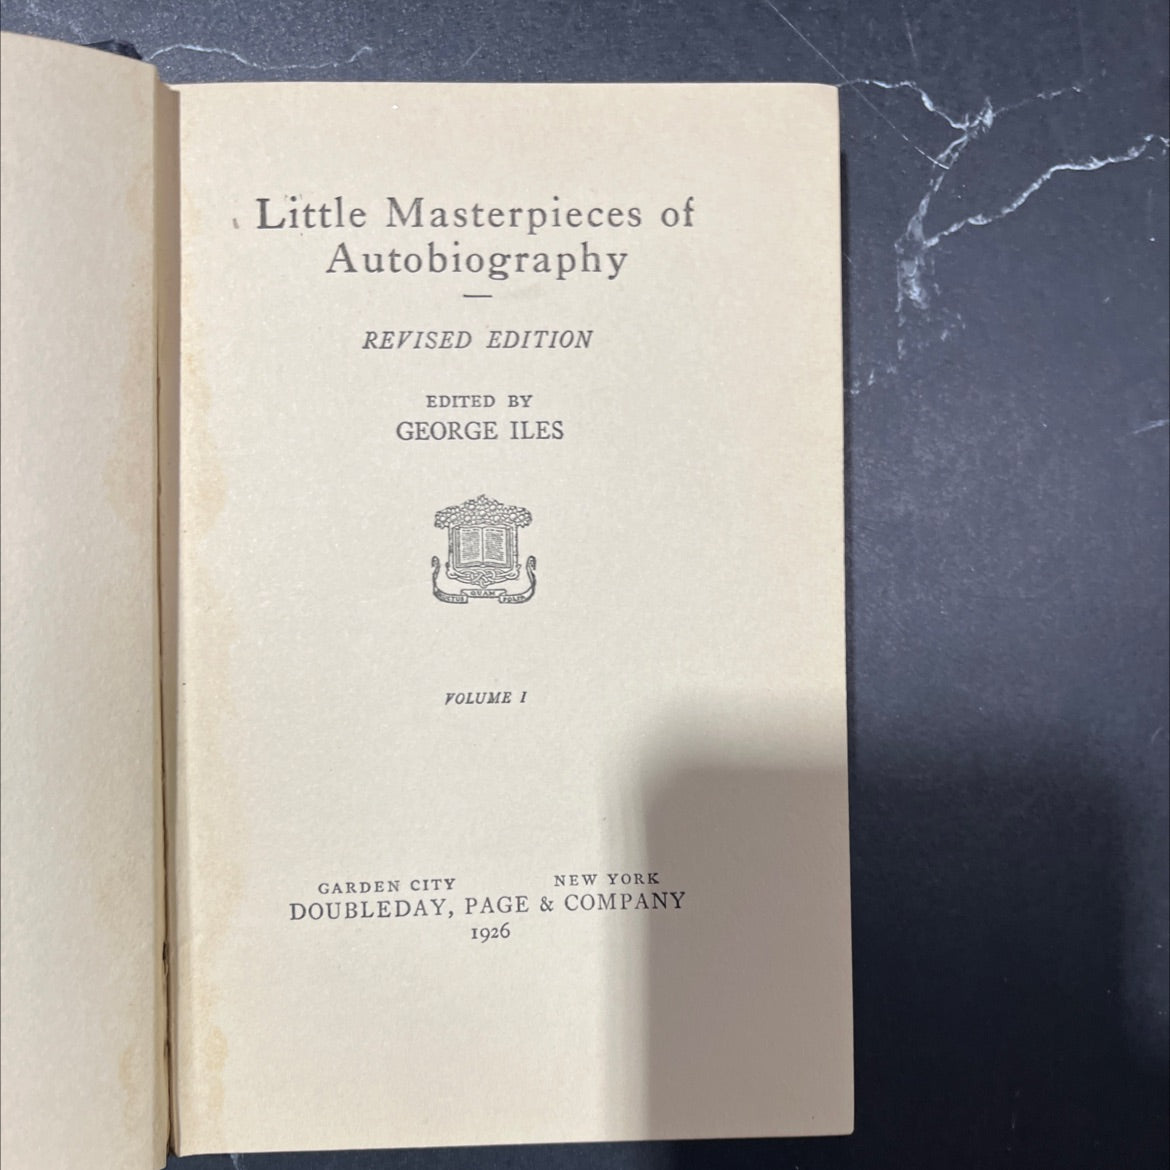 Little Masterpieces of
Autobiography
REVISED EDITION
EDITED BY
GEORGE ILES
QUAM
VOLUME I
GARDEN CITY NEW YORK
DOUBLEDAY, PAGE & COMPANY
1926